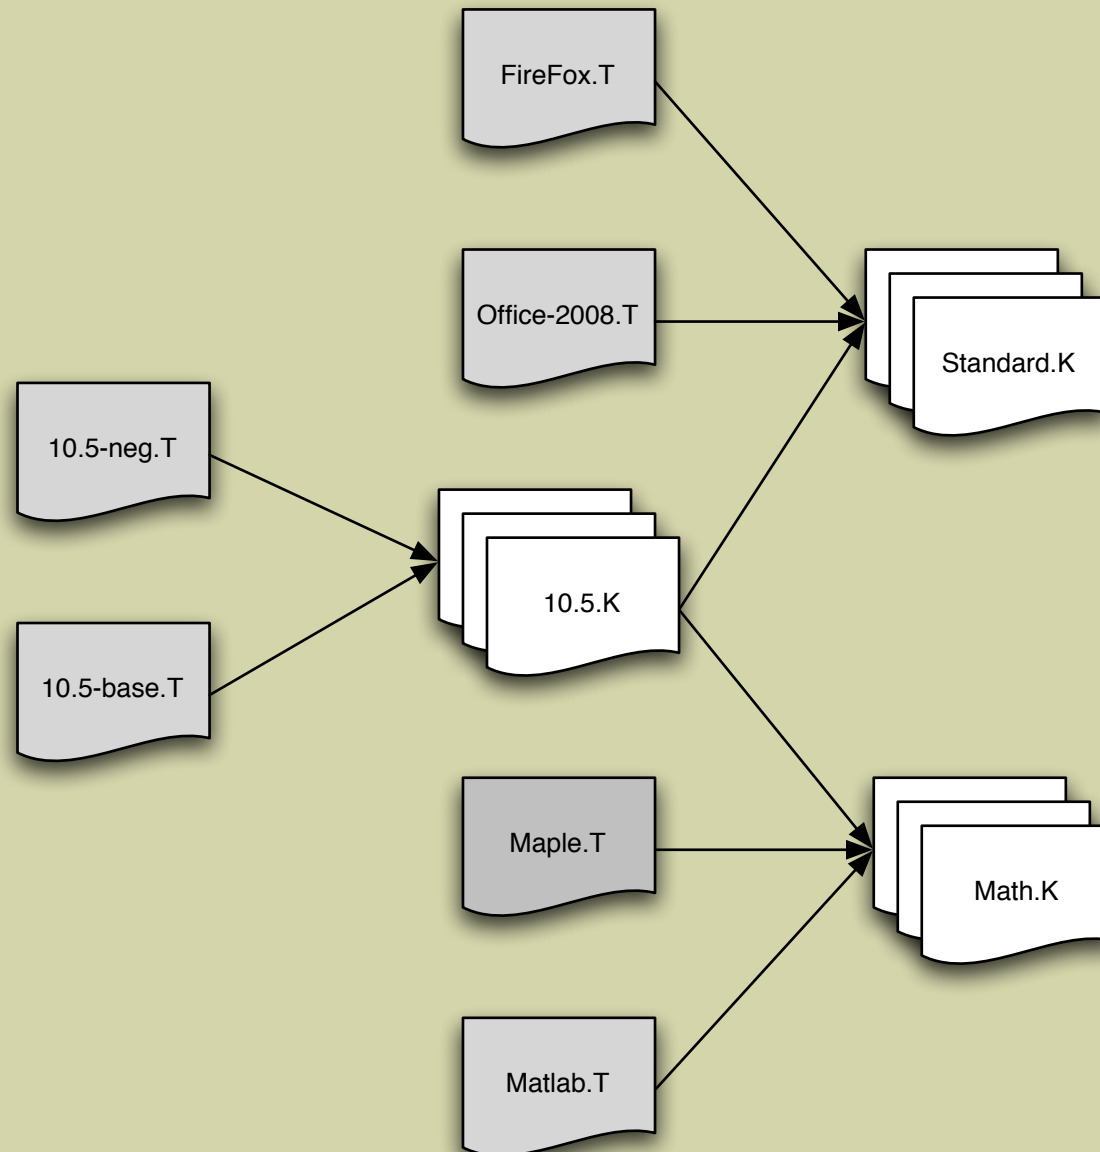 FireFox.T
Office-2008.T
Standard.K
10.5-neg.T
10.5.K
10.5-base.T
Maple.T
Math.K
Matlab.T